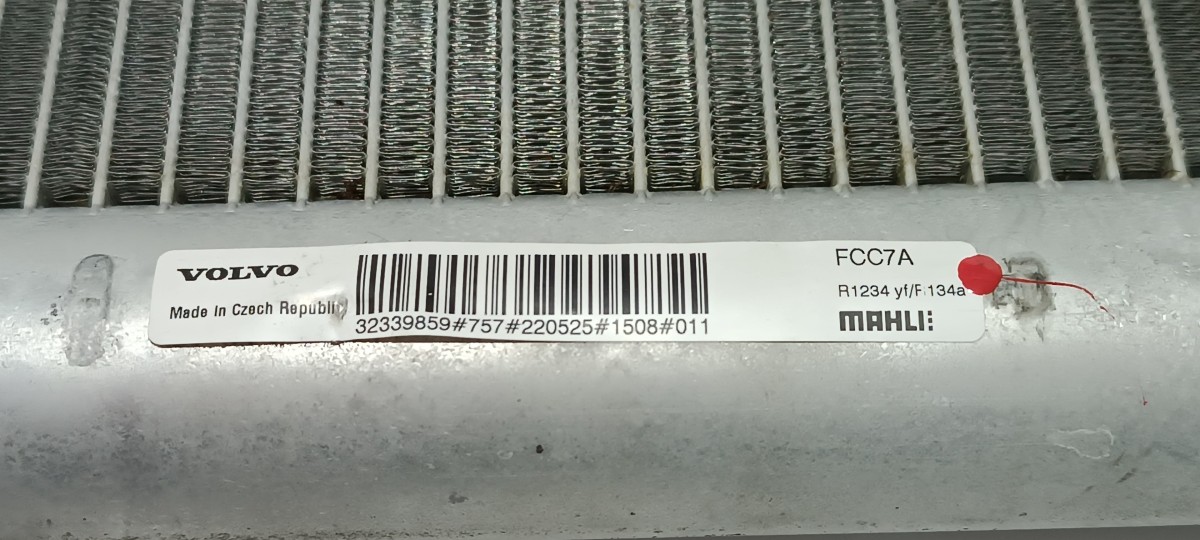 VOLVO
Made In Czech Republic
32339859#757#220525#1508#011
FCC7A
R1234 yf/R134a
MAHLE